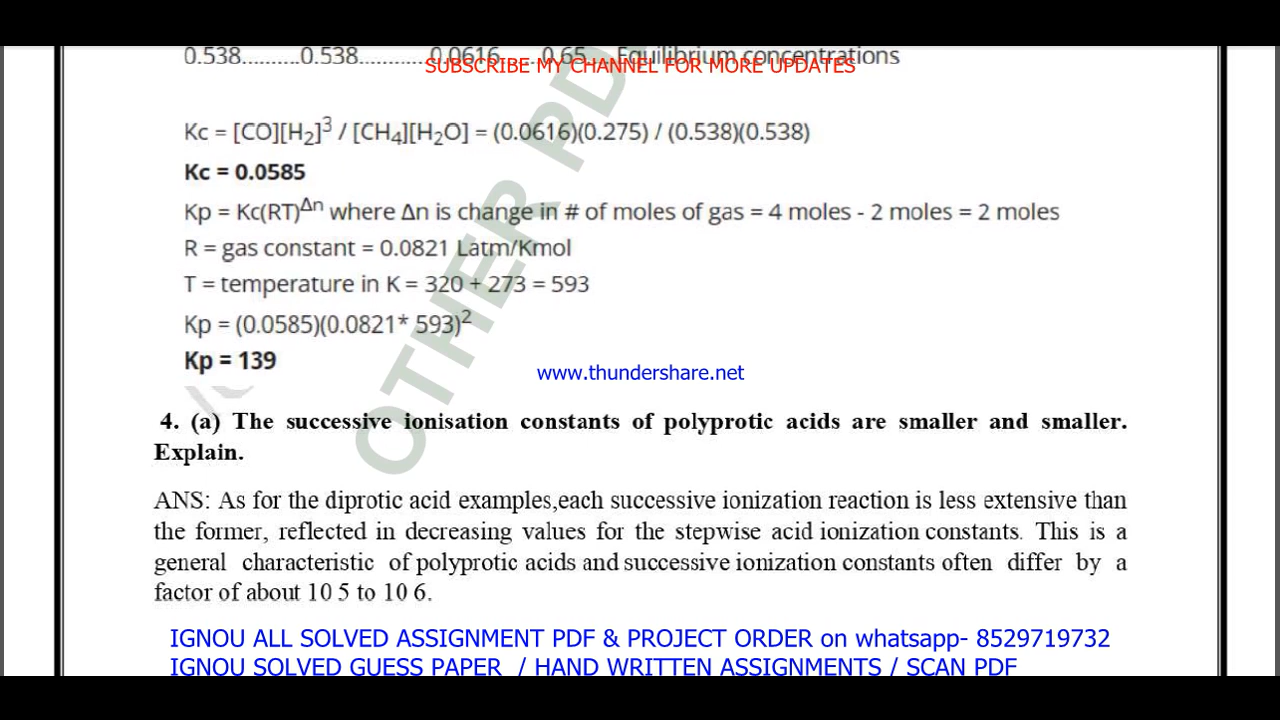 0.538.........0.538............0.0616......0.65....Equilibrium concentrations
SUBSCRIBE MY CHANNEL FOR MORE UPDATES
Kc = [CO][H₂]³ / [CH₄][H₂O] = (0.0616)(0.275) / (0.538)(0.538)
Kc = 0.0585
Kp = Kc(RT)^Δn where Δn is change in # of moles of gas = 4 moles - 2 moles = 2 moles
R = gas constant = 0.0821 Latm/Kmol
T = temperature in K = 320 + 273 = 593
Kp = (0.0585)(0.0821* 593)²
Kp = 139
www.thundershare.net
OTHER PD
4. (a) The successive ionisation constants of polyprotic acids are smaller and smaller.
Explain.
ANS: As for the diprotic acid examples,each successive ionization reaction is less extensive than
the former, reflected in decreasing values for the stepwise acid ionization constants. This is a
general characteristic of polyprotic acids and successive ionization constants often differ by a
factor of about 10 5 to 10 6.
IGNOU ALL SOLVED ASSIGNMENT PDF & PROJECT ORDER on whatsapp- 8529719732
IGNOU SOLVED GUESS PAPER / HAND WRITTEN ASSIGNMENTS / SCAN PDF